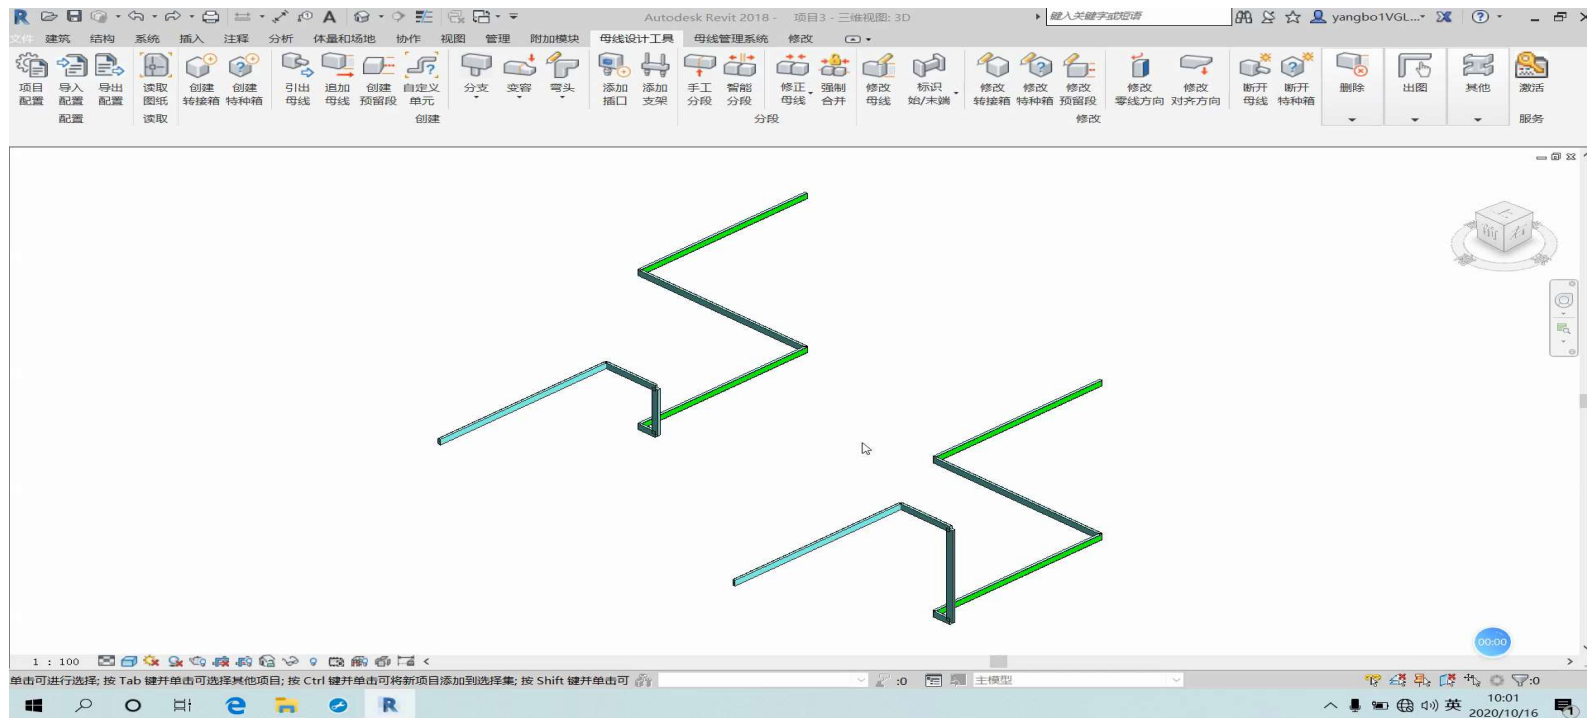 Autodesk Revit 2018 - 项目3 - 三维视图: 3D
键入关键字或短语
yangbo1VGL...
文件 建筑 结构 系统 插入 注释 分析 体量和场地 协作 视图 管理 附加模块 母线设计工具 母线管理系统 修改
项目 导入 导出 读取 创建 创建 引出 追加 创建 自定义 分支 变容 弯头 添加 添加 手工 智能 修正 强制 修改 标识 修改 修改 修改 修改 修改 断开 断开 删除 出图 其他 激活
配置 配置 配置 图纸 转接箱 特种箱 母线 母线 预留段 单元 插口 支架 分段 分段 母线 合并 母线 始/末端 转接箱 特种箱 预留段 零线方向 对齐方向 母线 特种箱
配置 读取 创建 分段 修改 服务
上
前 右
00:00
1 : 100
单击可进行选择; 按 Tab 键并单击可选择其他项目; 按 Ctrl 键并单击可将新项目添加到选择集; 按 Shift 键并单击可
:0 主模型 :0
英 10:01
2020/10/16